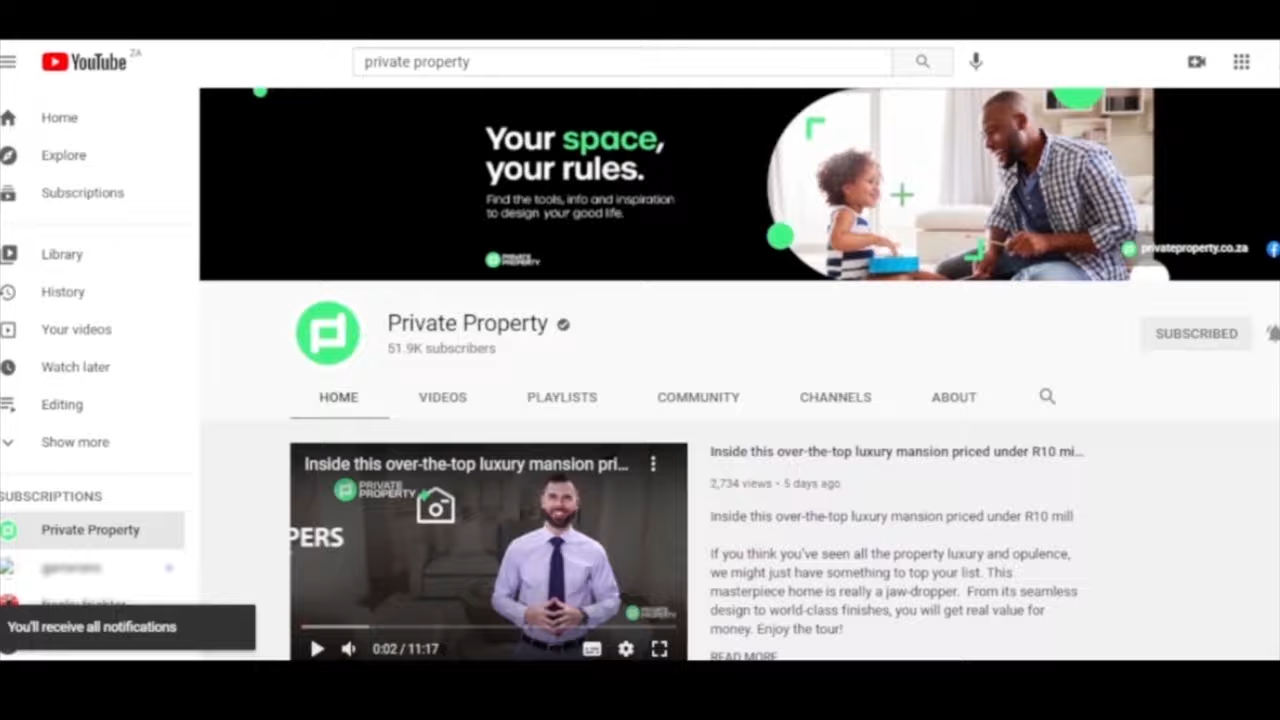 YouTube ZA
private property
Home
Explore
Subscriptions
Library
History
Your videos
Watch later
Editing
Show more
SUBSCRIPTIONS
Private Property
You'll receive all notifications
Your space,
your rules.
Find the tools, info and inspiration
to design your good life.
PRIVATE
PROPERTY
privateproperty.co.za
Private Property
51.9K subscribers
SUBSCRIBED
HOME
VIDEOS
PLAYLISTS
COMMUNITY
CHANNELS
ABOUT
Inside this over-the-top luxury mansion pri...
PRIVATE
PROPERTY
PERS
PRIVATE
PROPERTY
0:02 / 11:17
Inside this over-the-top luxury mansion priced under R10 mi...
2,734 views • 5 days ago
Inside this over-the-top luxury mansion priced under R10 mill
If you think you've seen all the property luxury and opulence,
we might just have something to top your list. This
masterpiece home is really a jaw-dropper. From its seamless
design to world-class finishes, you will get real value for
money. Enjoy the tour!
READ MORE